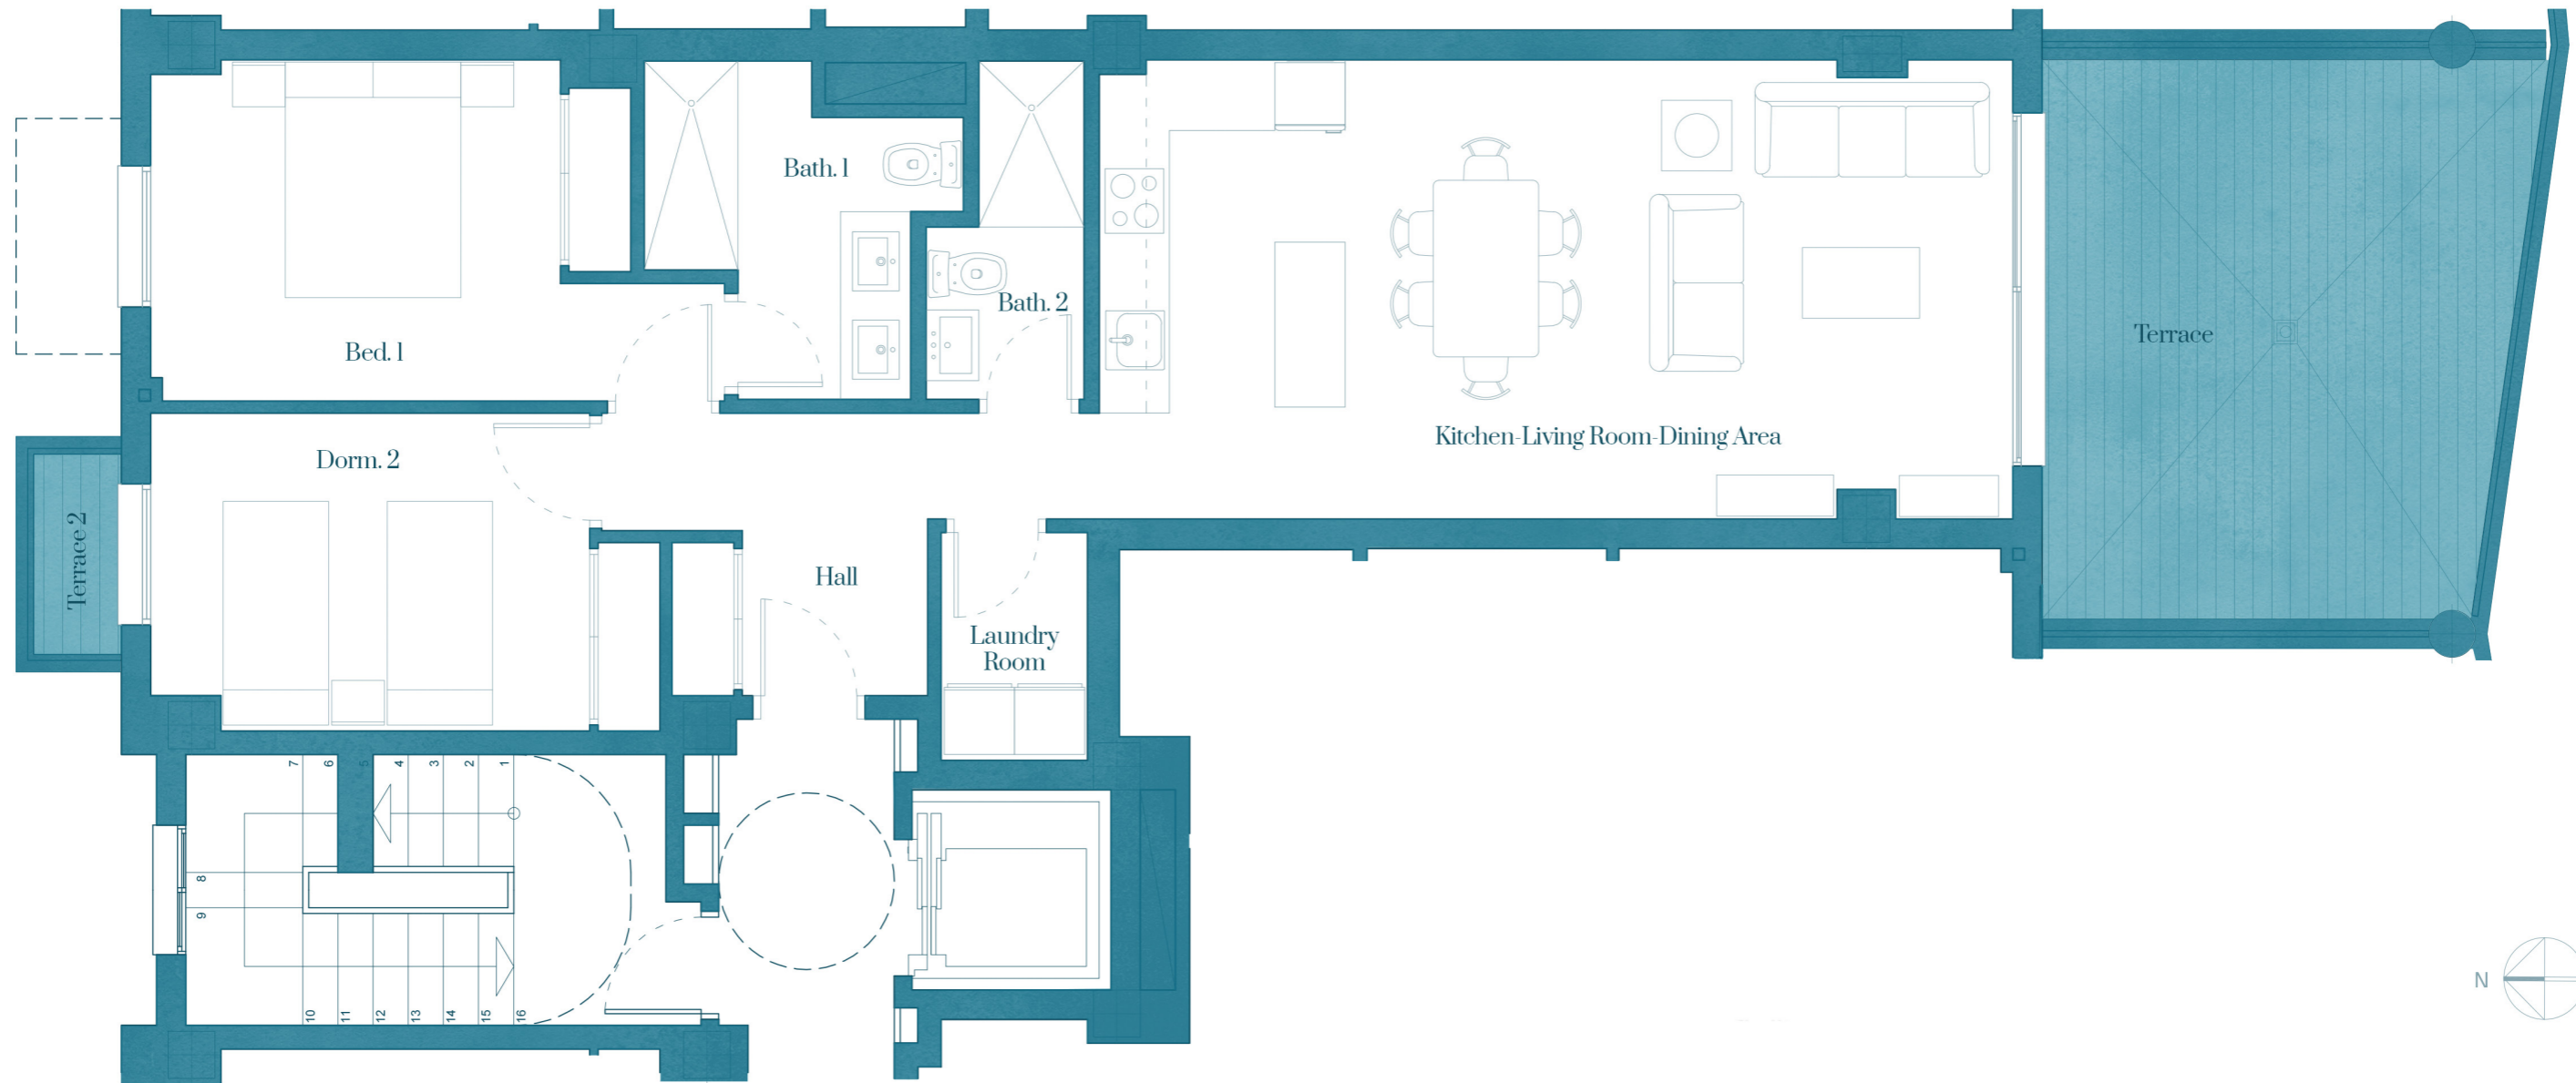 Bath. 1
Bath. 2
Bed. 1
Terrace
Kitchen-Living Room-Dining Area
Dorm. 2
Terrace 2
Hall
Laundry
Room
7
6
5
4
3
2
1
8
9
10
11
12
13
14
15
16
N